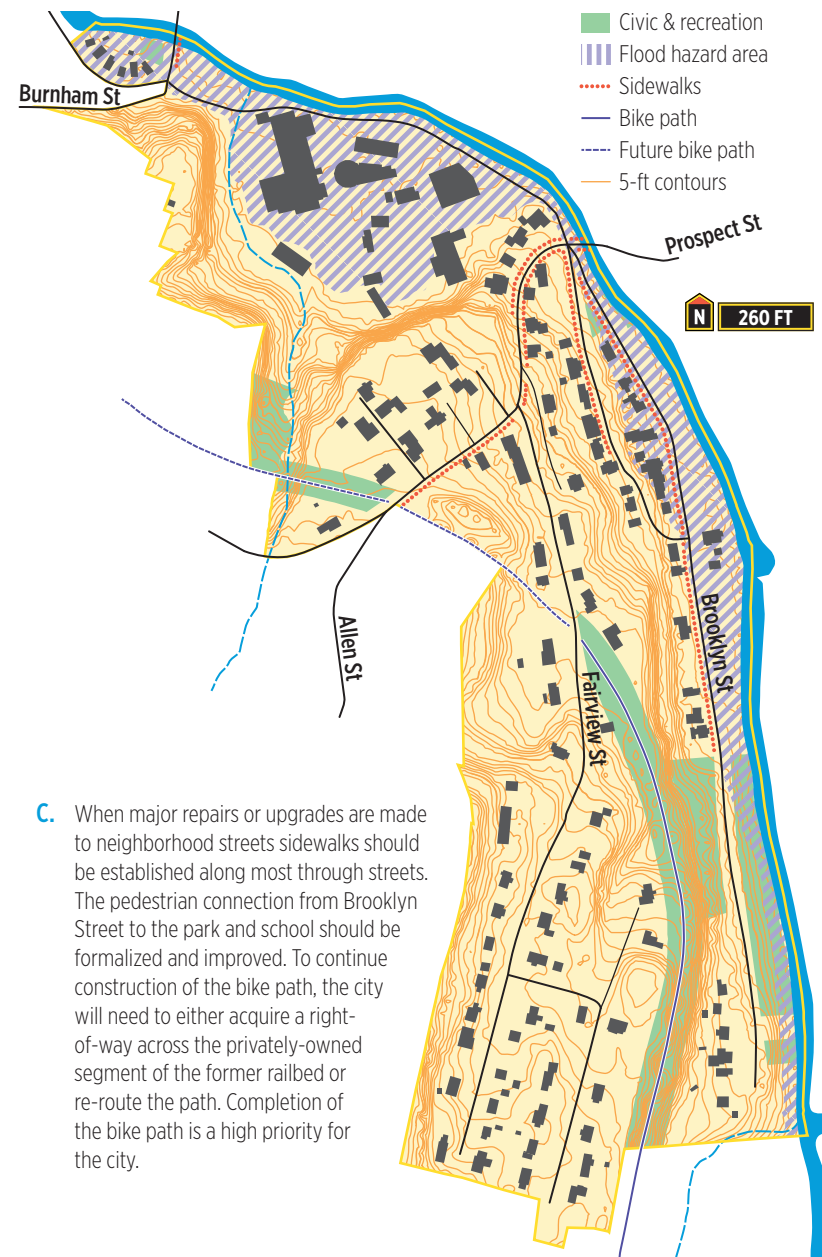 Civic & recreation
Flood hazard area
Sidewalks
Bike path
Future bike path
5-ft contours
Burnham St
Prospect St
N
260 FT
Allen St
Fairview St
Brooklyn St
C. When major repairs or upgrades are made
to neighborhood streets sidewalks should
be established along most through streets.
The pedestrian connection from Brooklyn
Street to the park and school should be
formalized and improved. To continue
construction of the bike path, the city
will need to either acquire a right-
of-way across the privately-owned
segment of the former railbed or
re-route the path. Completion of
the bike path is a high priority for
the city.